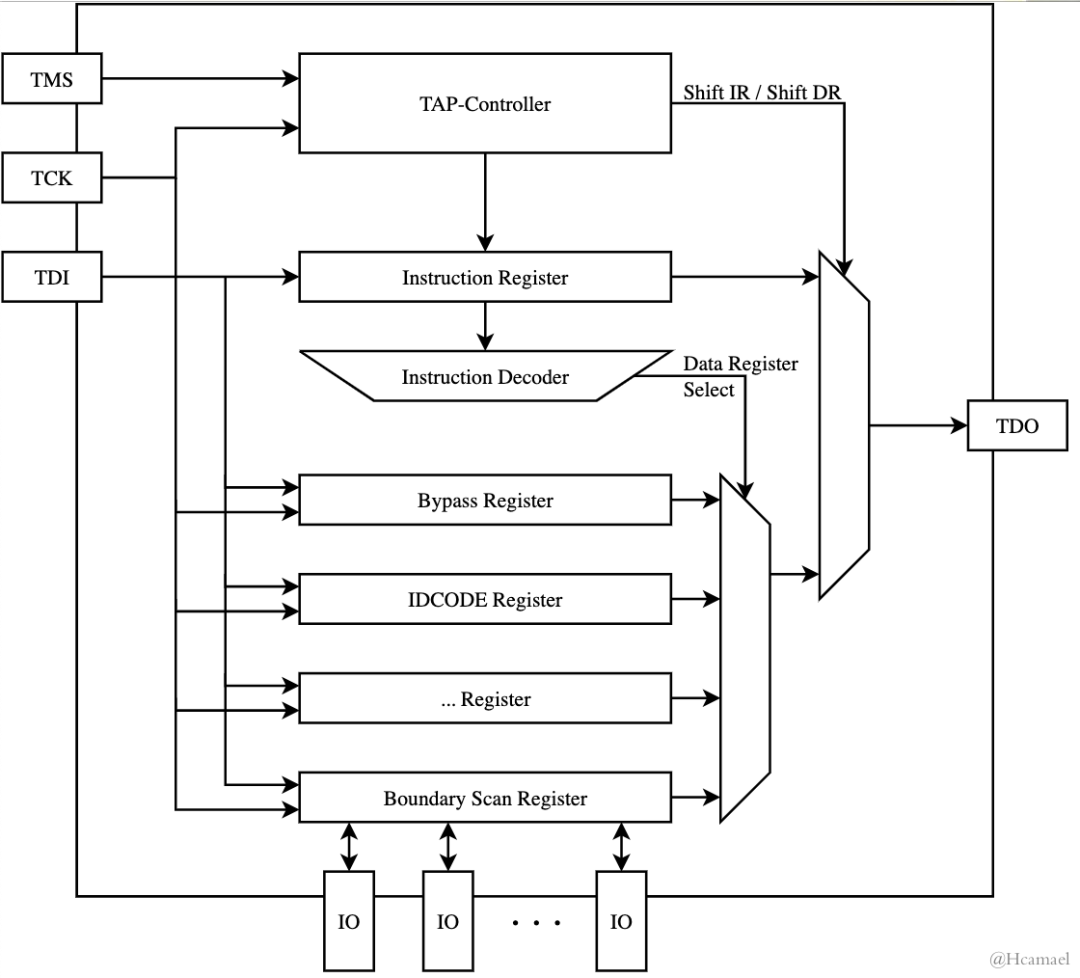 TMS
TAP-Controller
Shift IR / Shift DR
TCK
TDI
Instruction Register
Instruction Decoder
Data Register
Select
TDO
Bypass Register
IDCODE Register
... Register
Boundary Scan Register
IO
IO
. . .
IO
@Hcamael